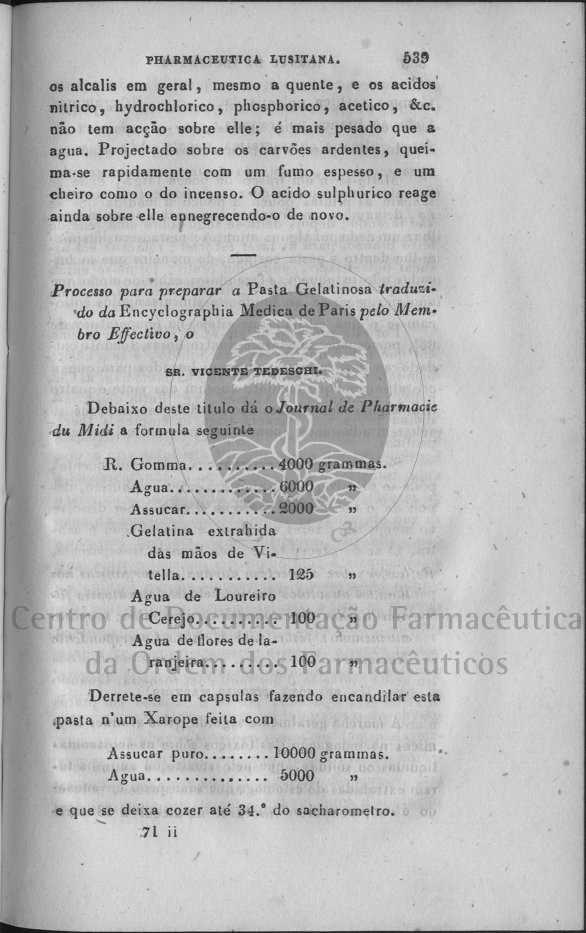 PHARMACEUTICA LUSITANA. 539
os alcalis em geral, mesmo a quente, e os acidos
nitrico, hydrochlorico, phosphorico, acetico, &c.
não tem acção sobre elle; é mais pesado que a
agua. Projectado sobre os carvões ardentes, quei-
ma-se rapidamente com um fumo espesso, e um
cheiro como o do incenso. O acido sulphurico reage
ainda sobre elle ennegrecendo-o de novo.
Processo para preparar a Pasta Gelatinosa traduzi-
do da Encyclographia Medica de Paris pelo Mem-
bro Effectivo, o
SR. VICENTE TEDESCHI.
Debaixo deste titulo dá o Journal de Pharmacie
du Midi a formula seguinte
R. Gomma.......... 4000 grammas.
Agua............. 6000 „
Assucar........... 2000 „
Gelatina extrahida
das mãos de Vi-
tella........... 125 „
Agua de Loureiro
Cerejo.......... 100 „
Agua de flores de la-
ranjeira......... 100 „
Centro de Documentação Farmacêutica
da Ordem dos Farmacêuticos
Derrete-se em capsulas fazendo encandilar esta
pasta n'um Xarope feita com
Assucar puro........ 10000 grammas.
Agua.............. 5000 „
e que se deixa cozer até 34.° do sacharometro.
71 ii